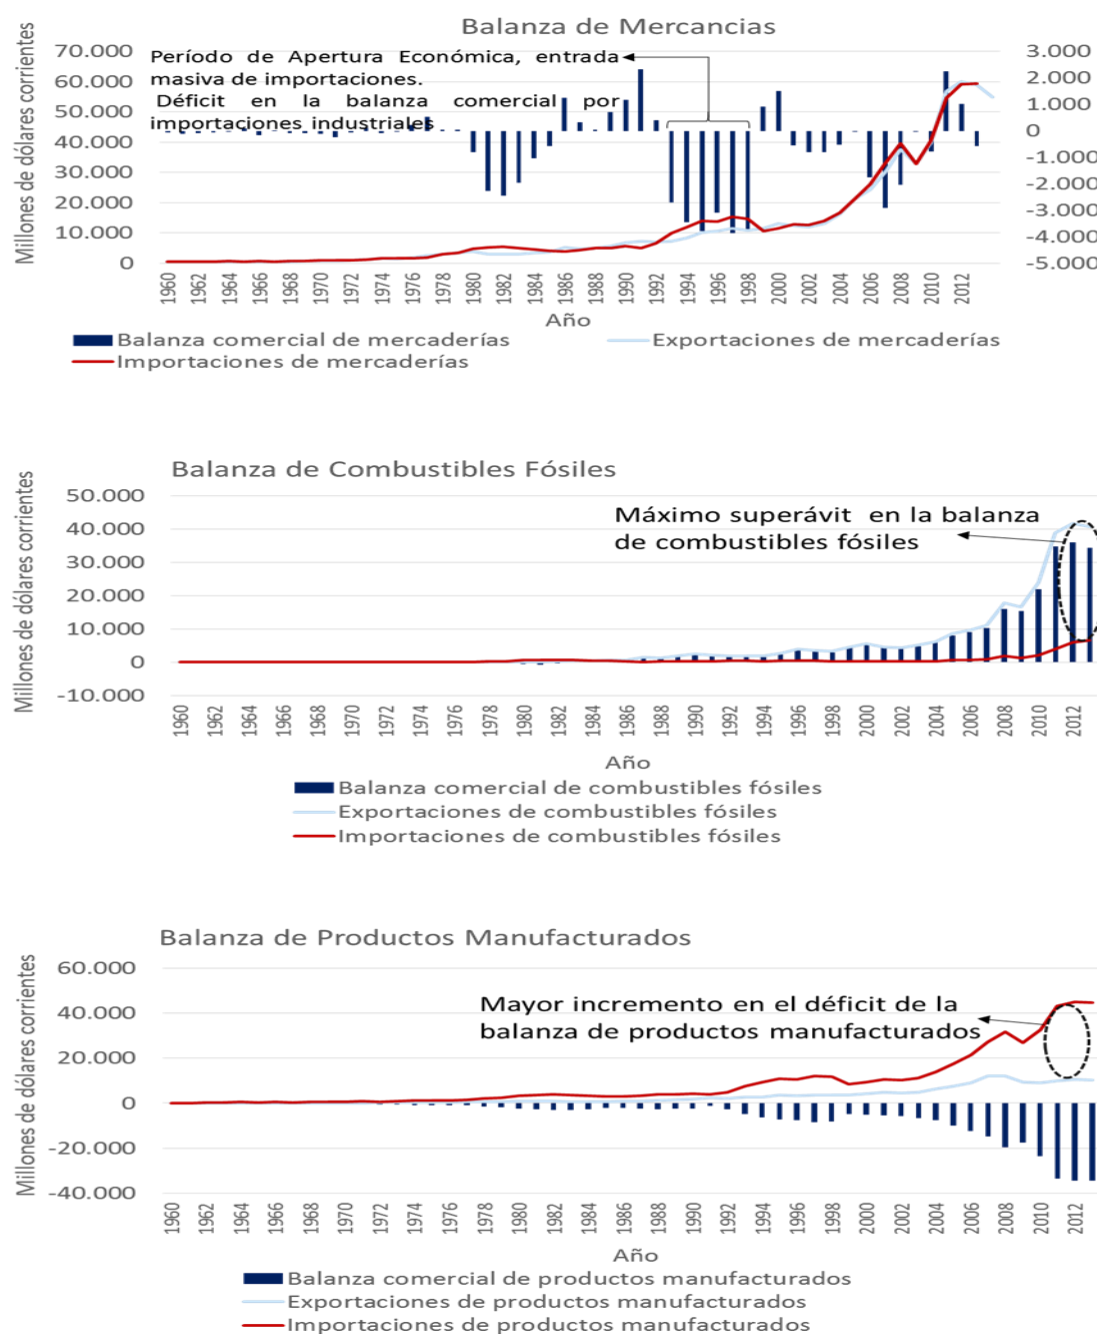 Balanza de Mercancias
Millones de dólares corrientes
70.000
60.000
50.000
40.000
30.000
20.000
10.000
0
Período de Apertura Económica, entrada
masiva de importaciones.
Déficit en la balanza comercial por
importaciones industriales
3.000
2.000
1.000
0
-1.000
-2.000
-3.000
-4.000
-5.000
1960 1962 1964 1966 1968 1970 1972 1974 1976 1978 1980 1982 1984 1986 1988 1990 1992 1994 1996 1998 2000 2002 2004 2006 2008 2010 2012
Año
Balanza comercial de mercaderías
Exportaciones de mercaderías
Importaciones de mercaderías
Balanza de Combustibles Fósiles
Millones de dólares corrientes
50.000
40.000
30.000
20.000
10.000
0
-10.000
Máximo superávit en la balanza
de combustibles fósiles
1960 1962 1964 1966 1968 1970 1972 1974 1976 1978 1980 1982 1984 1986 1988 1990 1992 1994 1996 1998 2000 2002 2004 2006 2008 2010 2012
Año
Balanza comercial de combustibles fósiles
Exportaciones de combustibles fósiles
Importaciones de combustibles fósiles
Balanza de Productos Manufacturados
Millones de dólares corrientes
60.000
40.000
20.000
0
-20.000
-40.000
Mayor incremento en el déficit de la
balanza de productos manufacturados
1960 1962 1964 1966 1968 1970 1972 1974 1976 1978 1980 1982 1984 1986 1988 1990 1992 1994 1996 1998 2000 2002 2004 2006 2008 2010 2012
Año
Balanza comercial de productos manufacturados
Exportaciones de productos manufacturados
Importaciones de productos manufacturados